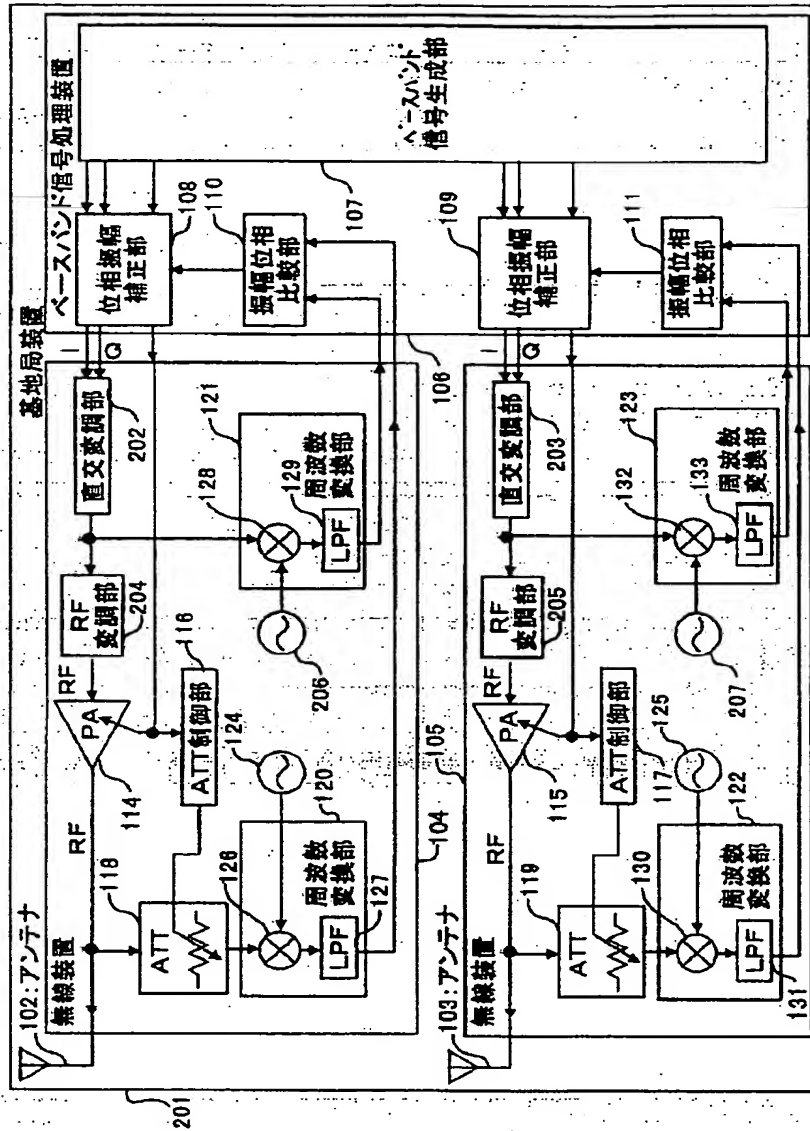 201
基地局装置
102:アンテナ
無線装置
RF
PA
114
RF
RF
変調部
204
直交変調部
202
I
Q
ベースバンド信号処理装置
位相振幅
補正部
108
振幅位相
比較部
110
107
ベースバンド
信号生成部
106
118
ATT
ATT制御部
116
124
206
121
128
129
周波数
変換部
LPF
120
126
周波数
変換部
127
LPF
104
103:アンテナ
無線装置
RF
PA
115
RF
RF
変調部
205
直交変調部
203
I
Q
位相振幅
補正部
109
振幅位相
比較部
111
119
ATT
ATT制御部
117
125
207
123
132
133
周波数
変換部
LPF
122
130
周波数
変換部
LPF
131
105